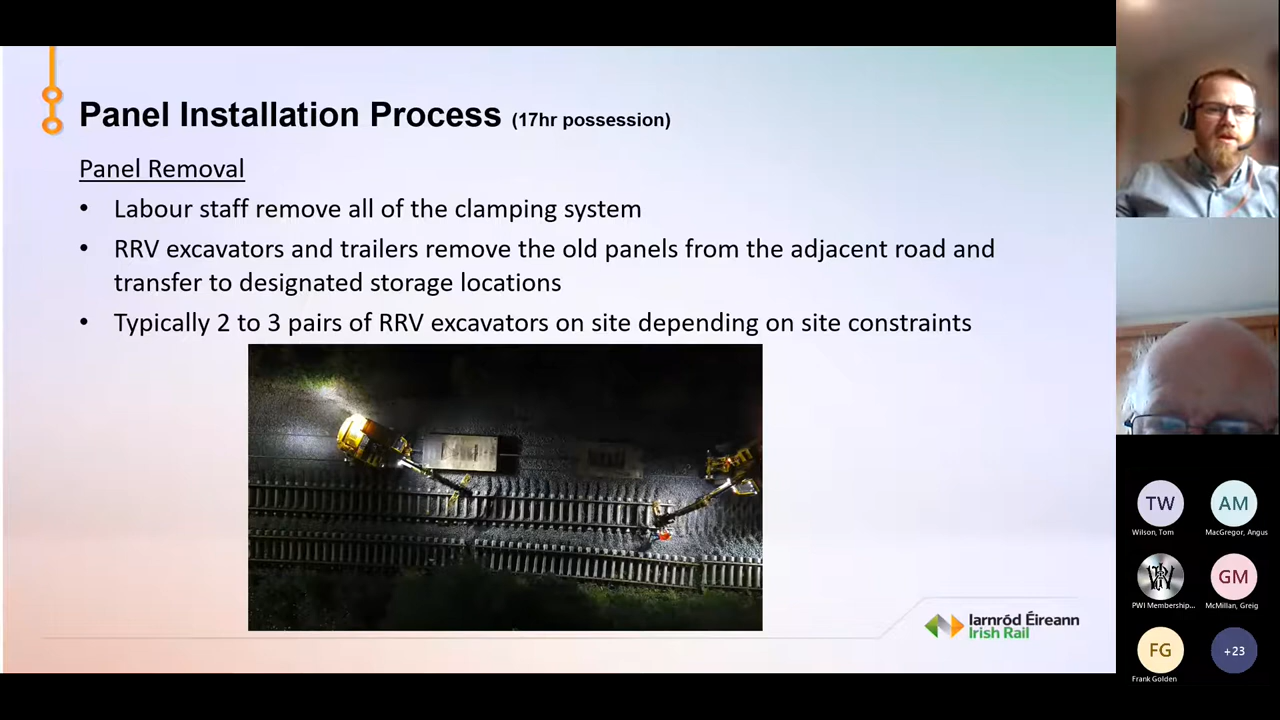 Panel Installation Process (17hr possession)
Panel Removal
• Labour staff remove all of the clamping system
• RRV excavators and trailers remove the old panels from the adjacent road and
transfer to designated storage locations
• Typically 2 to 3 pairs of RRV excavators on site depending on site constraints
Iarnród Éireann
Irish Rail
TW
AM
Wilson, Tom
MacGregor, Angus
GM
PWI Membership...
McMillan, Greig
FG
+23
Frank Golden